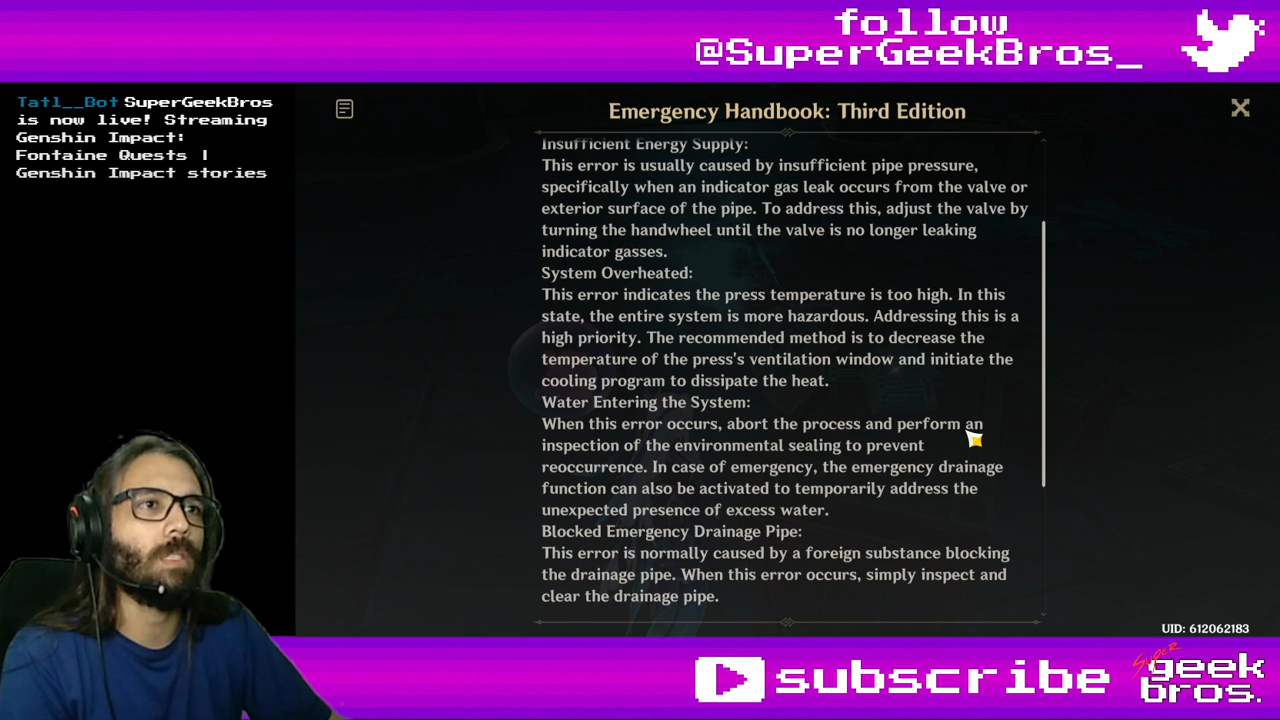 follow
@SuperGeekBros_
Tatl__Bot SuperGeekBros
is now live! Streaming
Genshin Impact:
Fontaine Quests |
Genshin Impact stories
Emergency Handbook: Third Edition
Insufficient Energy Supply:
This error is usually caused by insufficient pipe pressure,
specifically when an indicator gas leak occurs from the valve or
exterior surface of the pipe. To address this, adjust the valve by
turning the handwheel until the valve is no longer leaking
indicator gasses.
System Overheated:
This error indicates the press temperature is too high. In this
state, the entire system is more hazardous. Addressing this is a
high priority. The recommended method is to decrease the
temperature of the press's ventilation window and initiate the
cooling program to dissipate the heat.
Water Entering the System:
When this error occurs, abort the process and perform an
inspection of the environmental sealing to prevent
reoccurrence. In case of emergency, the emergency drainage
function can also be activated to temporarily address the
unexpected presence of excess water.
Blocked Emergency Drainage Pipe:
This error is normally caused by a foreign substance blocking
the drainage pipe. When this error occurs, simply inspect and
clear the drainage pipe.
UID: 612062183
subscribe
super
geek
bros.